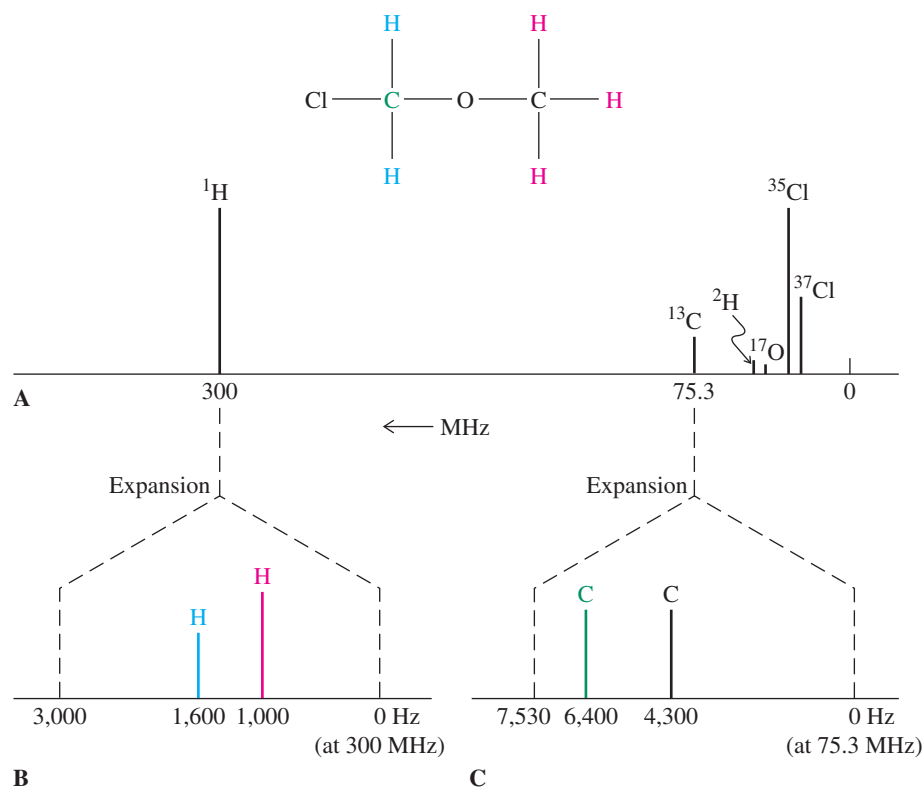 H H
Cl C O C H
H H
¹H
³⁵Cl
³⁷Cl
²H
¹³C
¹⁷O
A
300 75.3 0
← MHz
Expansion Expansion
H
H
C C
3,000 1,600 1,000 0 Hz
(at 300 MHz)
7,530 6,400 4,300 0 Hz
(at 75.3 MHz)
B C